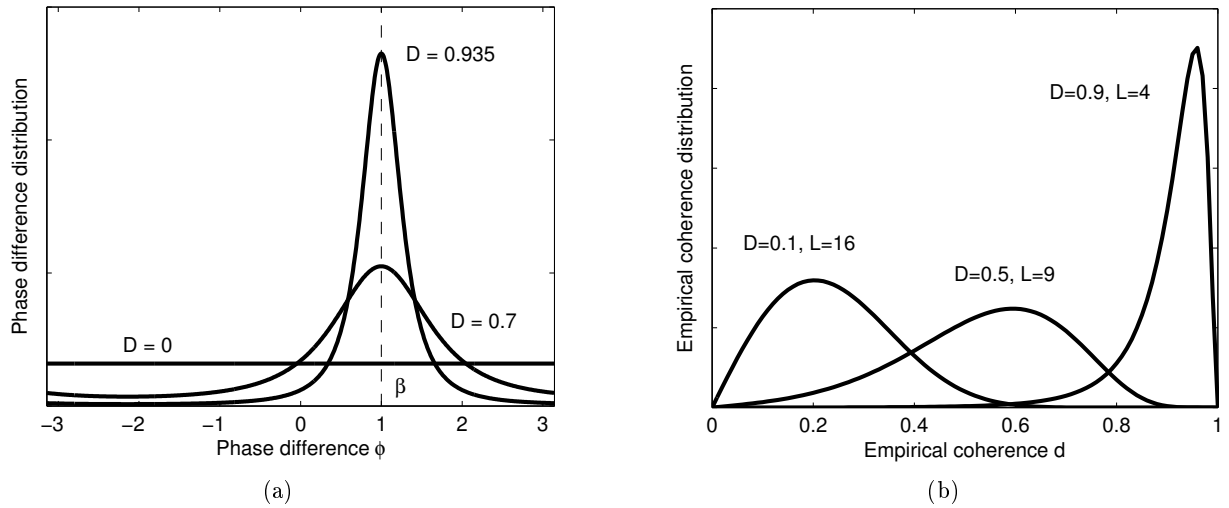 Phase difference distribution
D = 0.935
D = 0.7
D = 0
β
−3 −2 −1 0 1 2 3
Phase difference ϕ
(a)
Empirical coherence distribution
D=0.9, L=4
D=0.1, L=16
D=0.5, L=9
0 0.2 0.4 0.6 0.8 1
Empirical coherence d
(b)